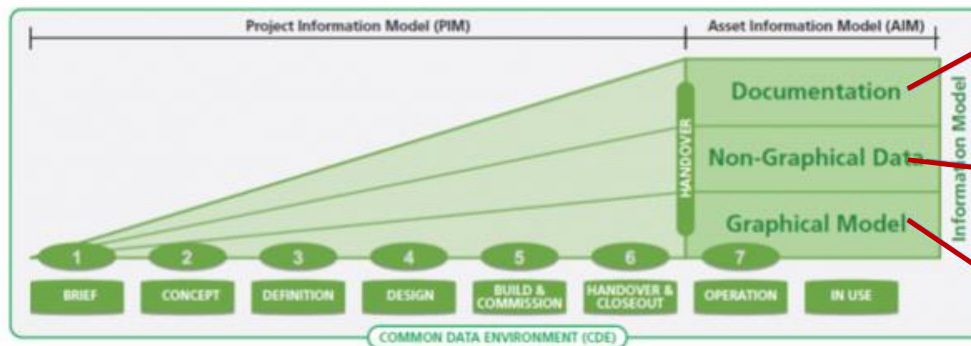 Project Information Model (PIM)
Asset Information Model (AIM)
Documentation
Non-Graphical Data
Graphical Model
HANDOVER
Information Model
1
2
3
4
5
6
7
BRIEF
CONCEPT
DEFINITION
DESIGN
BUILD &
COMMISSION
HANDOVER &
CLOSEOUT
OPERATION
IN USE
COMMON DATA ENVIRONMENT (CDE)